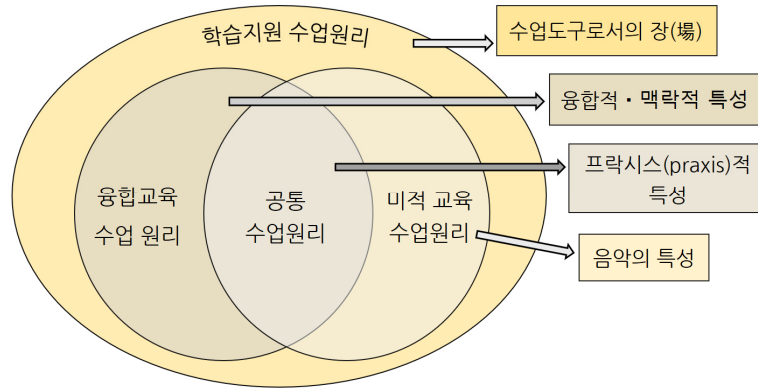 학습지원 수업원리
수업도구로서의 장(場)
융합적・맥락적 특성
프락시스(praxis)적
특성
융힙교육
수업 원리
공통
수업원리
미적 교육
수업원리
음악의 특성